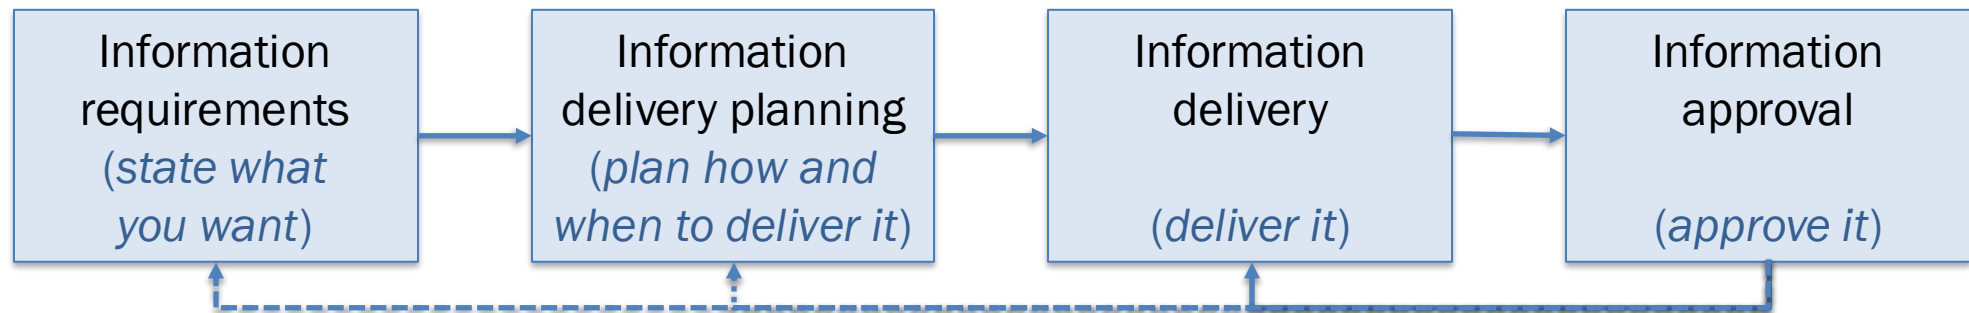 Information
requirements
(state what
you want)
Information
delivery planning
(plan how and
when to deliver it)
Information
delivery
(deliver it)
Information
approval
(approve it)